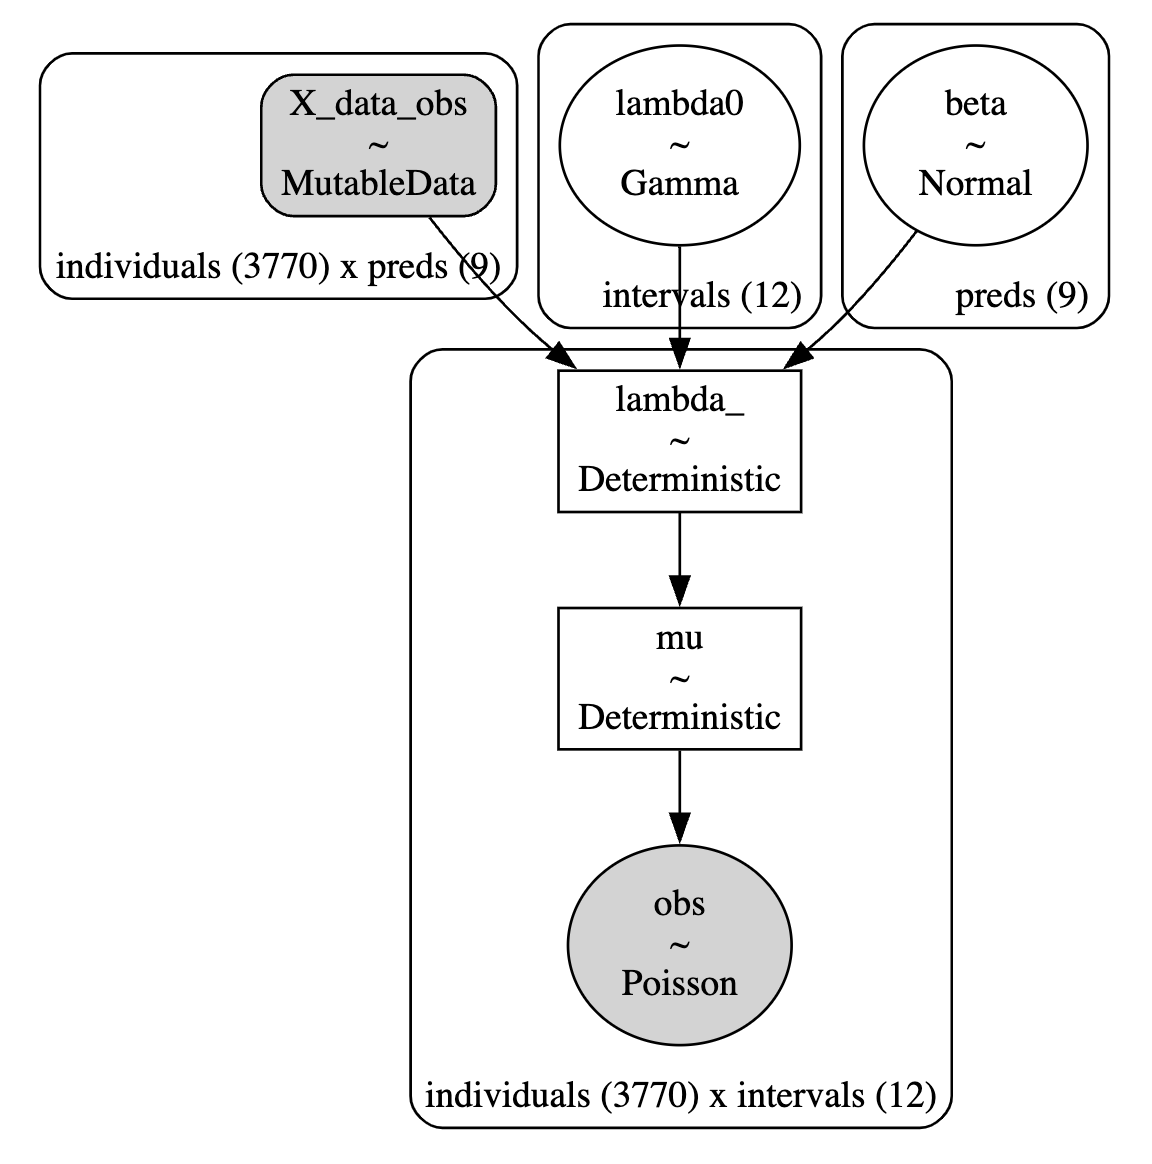 X_data_obs
~
MutableData
individuals (3770) x preds (9)
lambda0
~
Gamma
intervals (12)
beta
~
Normal
preds (9)
lambda_
~
Deterministic
mu
~
Deterministic
obs
~
Poisson
individuals (3770) x intervals (12)